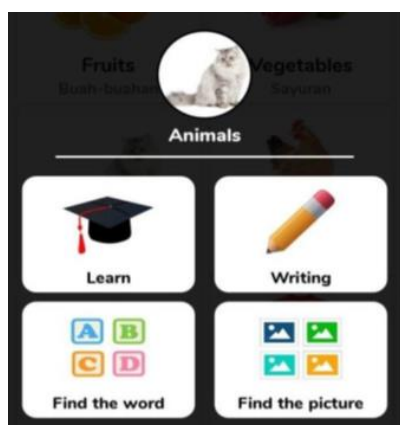 Fruits Vegetables
Buah-buahan Sayuran
Animals
Learn Writing
A B
C D
Find the word Find the picture